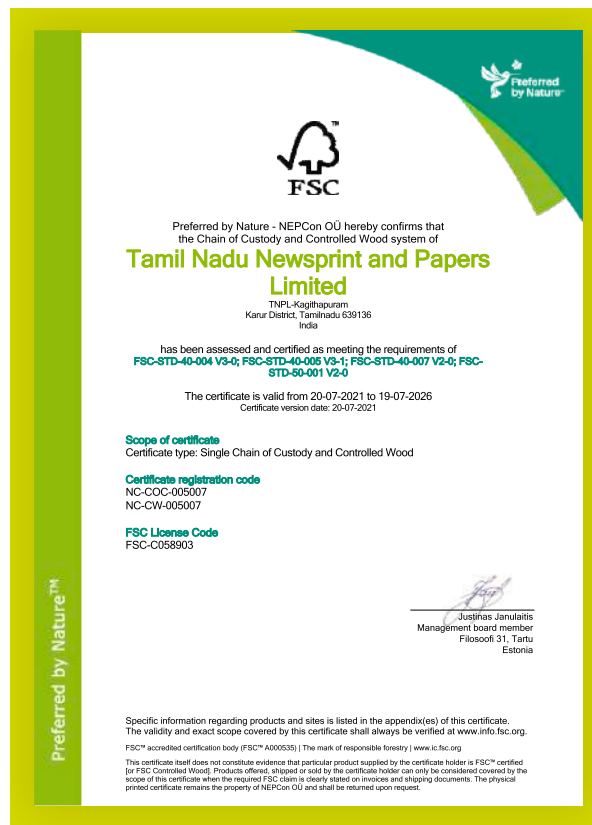 Preferred
by Nature™
™
FSC
Preferred by Nature - NEPCon OÜ hereby confirms that
the Chain of Custody and Controlled Wood system of
Tamil Nadu Newsprint and Papers
Limited
TNPL-Kagithapuram
Karur District, Tamilnadu 639136
India
has been assessed and certified as meeting the requirements of
FSC-STD-40-004 V3-0; FSC-STD-40-005 V3-1; FSC-STD-40-007 V2-0; FSC-
STD-50-001 V2-0
The certificate is valid from 20-07-2021 to 19-07-2026
Certificate version date: 20-07-2021
Scope of certificate
Certificate type: Single Chain of Custody and Controlled Wood
Certificate registration code
NC-COC-005007
NC-CW-005007
FSC License Code
FSC-C058903
Justinas Janulaitis
Management board member
Filosoofi 31, Tartu
Estonia
Preferred by Nature™
Specific information regarding products and sites is listed in the appendix(es) of this certificate.
The validity and exact scope covered by this certificate shall always be verified at www.info.fsc.org.
FSC™ accredited certification body (FSC™ A000535) | The mark of responsible forestry | www.ic.fsc.org
This certificate itself does not constitute evidence that particular product supplied by the certificate holder is FSC™ certified
[or FSC Controlled Wood]. Products offered, shipped or sold by the certificate holder can only be considered covered by the
scope of this certificate when the required FSC claim is clearly stated on invoices and shipping documents. The physical
printed certificate remains the property of NEPCon OÜ and shall be returned upon request.